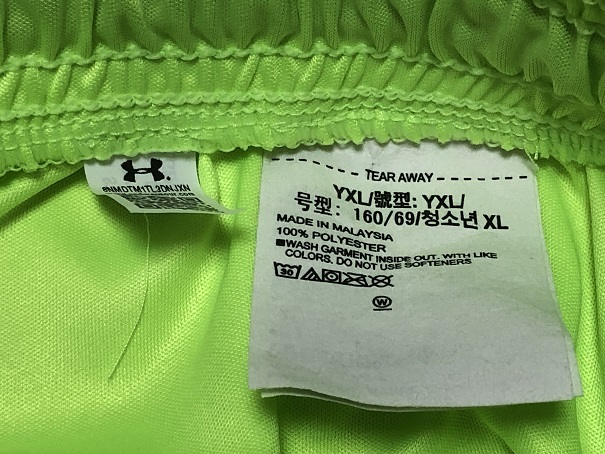 TEAR AWAY
YXL/號型: YXL/
号型: 160/69/청소년 XL
MADE IN MALAYSIA
100% POLYESTER
WASH GARMENT INSIDE OUT. WITH LIKE
COLORS. DO NOT USE SOFTENERS
30
W